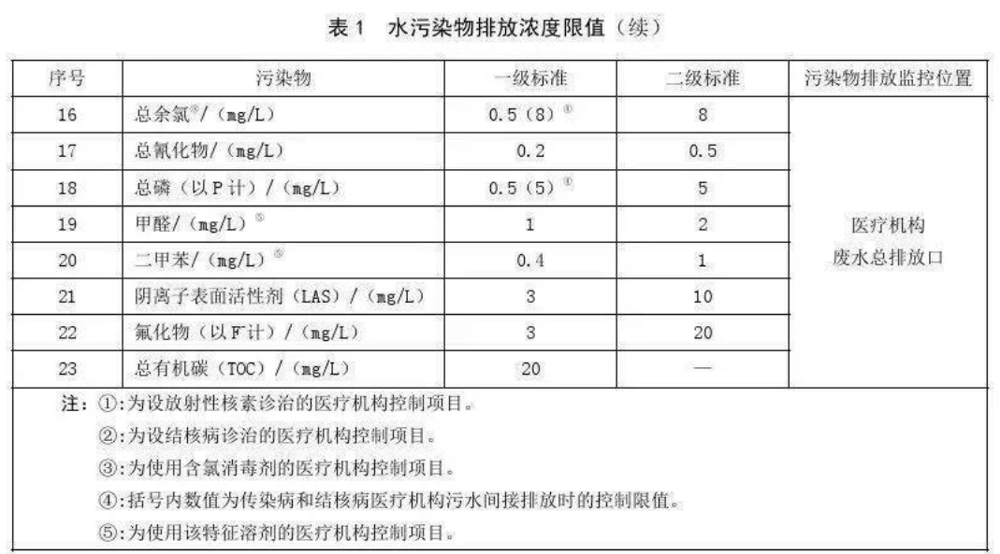 表 1 水污染物排放浓度限值（续）
序号 污染物 一级标准 二级标准 污染物排放监控位置
16 总余氯③/（mg/L） 0.5（8）④ 8
17 总氰化物/（mg/L） 0.2 0.5
18 总磷（以P计）/（mg/L） 0.5（5）④ 5
19 甲醛/（mg/L）⑤ 1 2
20 二甲苯/（mg/L）⑤ 0.4 1
21 阴离子表面活性剂（LAS）/（mg/L） 3 10
22 氟化物（以F⁻计）/（mg/L） 3 20
23 总有机碳（TOC）/（mg/L） 20 —
医疗机构
废水总排放口
注：①:为设放射性核素诊治的医疗机构控制项目。
②:为设结核病诊治的医疗机构控制项目。
③:为使用含氯消毒剂的医疗机构控制项目。
④:括号内数值为传染病和结核病医疗机构污水间接排放时的控制限值。
⑤:为使用该特征溶剂的医疗机构控制项目。